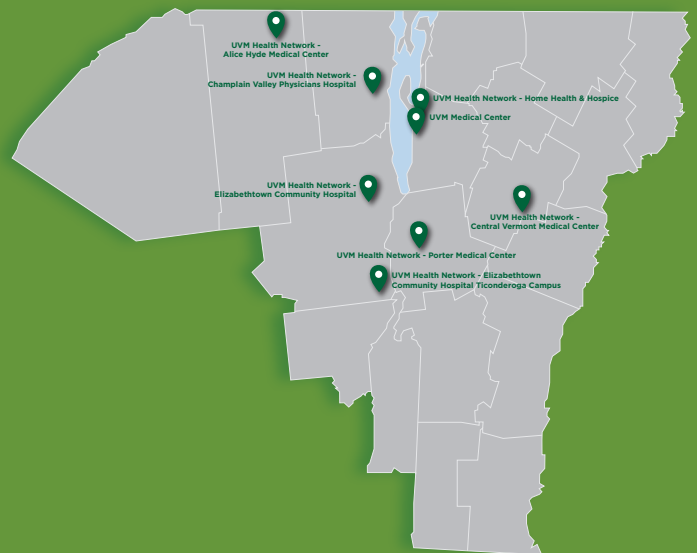 UVM Health Network -
Alice Hyde Medical Center
UVM Health Network -
Champlain Valley Physicians Hospital
UVM Health Network - Home Health & Hospice
UVM Medical Center
UVM Health Network -
Elizabethtown Community Hospital
UVM Health Network -
Central Vermont Medical Center
UVM Health Network - Porter Medical Center
UVM Health Network - Elizabethtown
Community Hospital Ticonderoga Campus